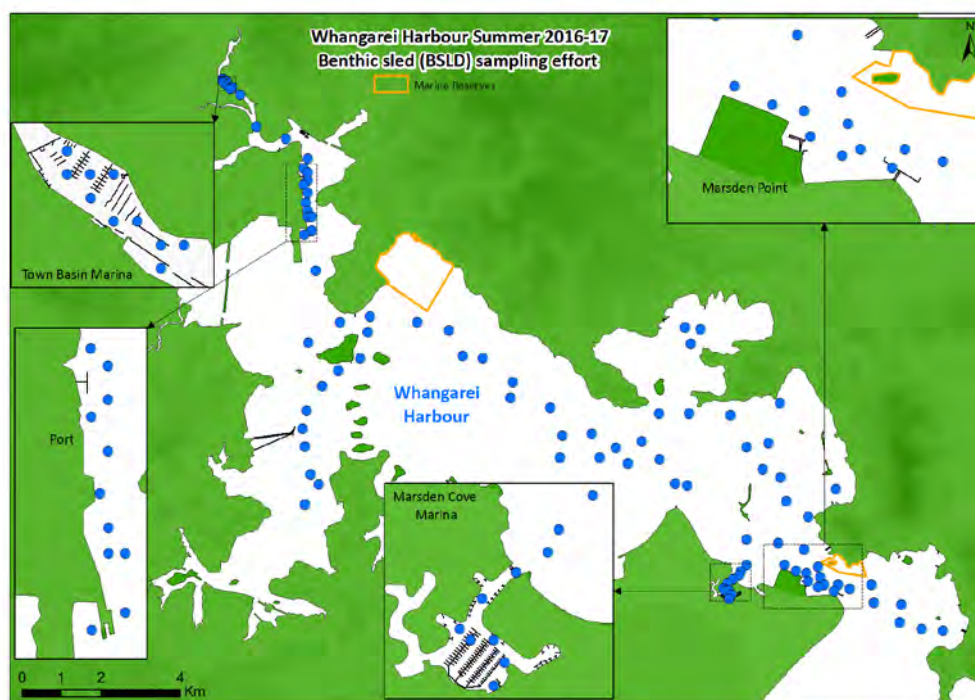 Whangarei Harbour Summer 2016-17
Benthic sled (BSLD) sampling effort
Marine Reserves
N
Marsden Point
Town Basin Marina
Port
Whangarei
Harbour
Marsden Cove
Marina
0 1 2 4
Km